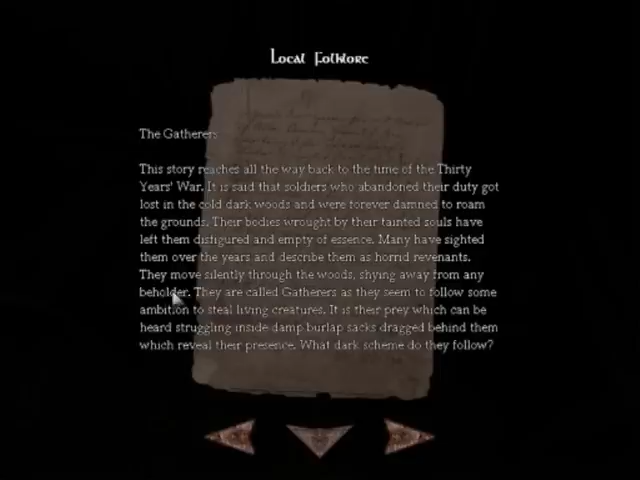 Local Folklore
The Gatherers
This story reaches all the way back to the time of the Thirty
Years' War. It is said that soldiers who abandoned their duty got
lost in the cold dark woods and were forever damned to roam
the grounds. Their bodies wrought by their tainted souls have
left them disfigured and empty of essence. Many have sighted
them over the years and describe them as horrid revenants.
They move silently through the woods, shying away from any
beholder. They are called Gatherers as they seem to follow some
ambition to steal living creatures. It is their prey which can be
heard struggling inside damp burlap sacks dragged behind them
which reveal their presence. What dark scheme do they follow?